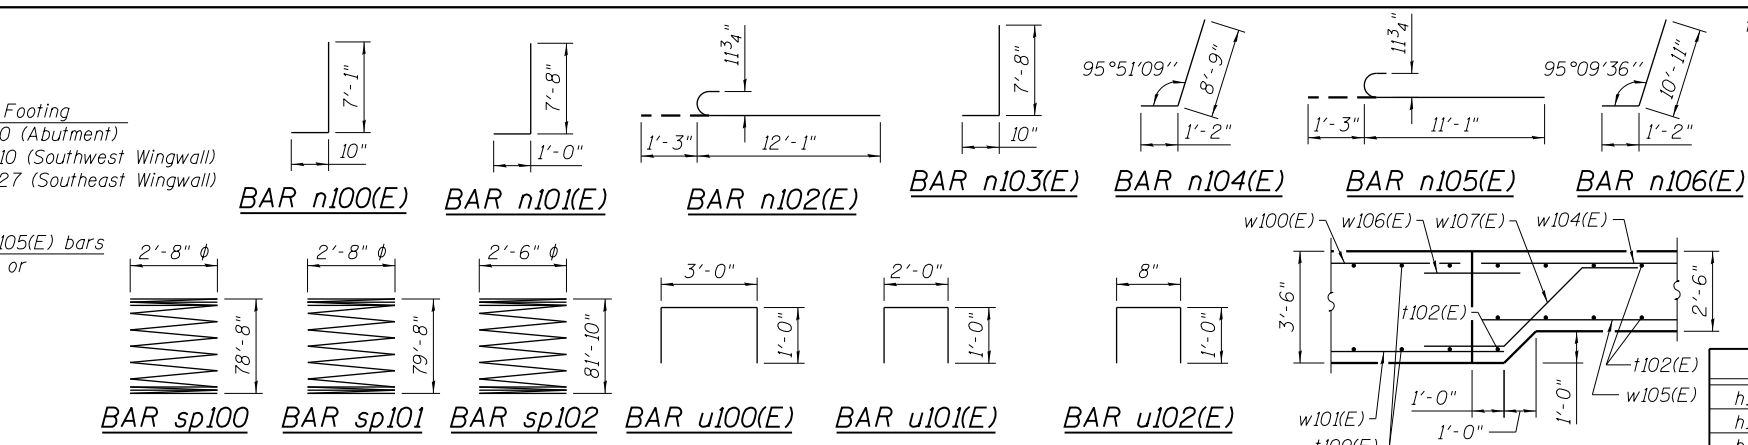 Footing
0 (Abutment)
10 (Southwest Wingwall)
27 (Southeast Wingwall)
105(E) bars
or
7'-1"
10"
BAR n100(E)
7'-8"
1'-0"
BAR n101(E)
11¾"
1'-3"
12'-1"
BAR n102(E)
7'-8"
10"
BAR n103(E)
95°51'09''
8'-9"
1'-2"
BAR n104(E)
11¾"
1'-3"
11'-1"
BAR n105(E)
95°09'36''
10'-11"
1'-2"
BAR n106(E)
2'-8" ϕ
78'-8"
BAR sp100
2'-8" ϕ
79'-8"
BAR sp101
2'-6" ϕ
81'-10"
BAR sp102
3'-0"
1'-0"
BAR u100(E)
2'-0"
1'-0"
BAR u101(E)
8"
1'-0"
BAR u102(E)
w100(E)
w106(E)
w107(E)
w104(E)
3'-6"
2'-6"
t102(E)
t102(E)
w105(E)
1'-0"
1'-0"
1'-0"
w101(E)
t100(E)